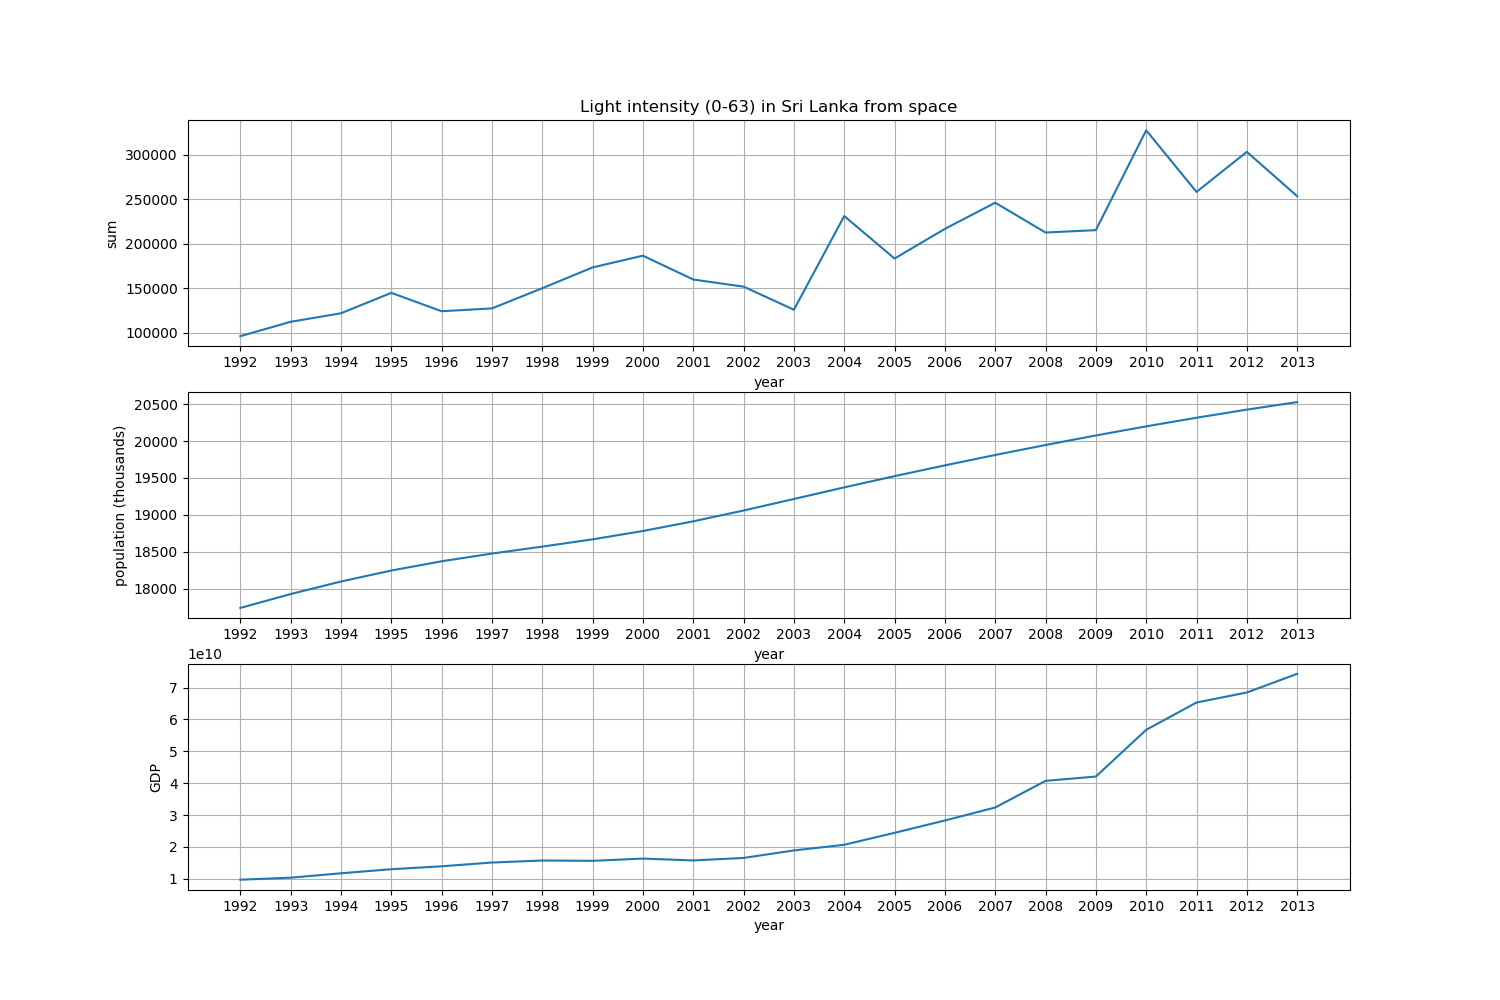 Light intensity (0-63) in Sri Lanka from space
300000
250000
200000
150000
100000
sum
1992 1993 1994 1995 1996 1997 1998 1999 2000 2001 2002 2003 2004 2005 2006 2007 2008 2009 2010 2011 2012 2013
year
20500
20000
19500
19000
18500
18000
population (thousands)
1992 1993 1994 1995 1996 1997 1998 1999 2000 2001 2002 2003 2004 2005 2006 2007 2008 2009 2010 2011 2012 2013
year
1e10
7
6
5
4
3
2
1
GDP
1992 1993 1994 1995 1996 1997 1998 1999 2000 2001 2002 2003 2004 2005 2006 2007 2008 2009 2010 2011 2012 2013
year